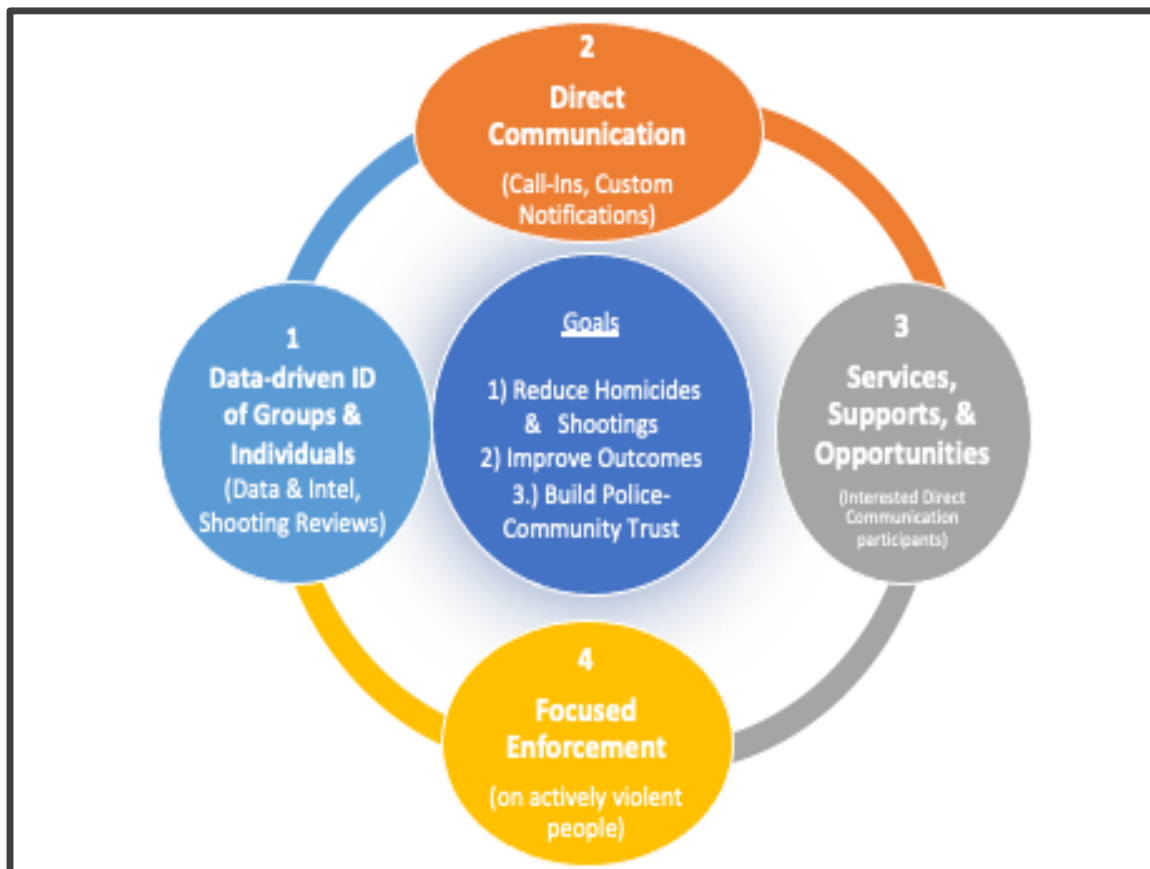 2
Direct
Communication
(Call-Ins, Custom
Notifications)
1
Data-driven ID
of Groups &
Individuals
(Data & Intel,
Shooting Reviews)
Goals
1) Reduce Homicides
& Shootings
2) Improve Outcomes
3.) Build Police-
Community Trust
3
Services,
Supports, &
Opportunities
(Interested Direct
Communication
participants)
4
Focused
Enforcement
(on actively violent
people)